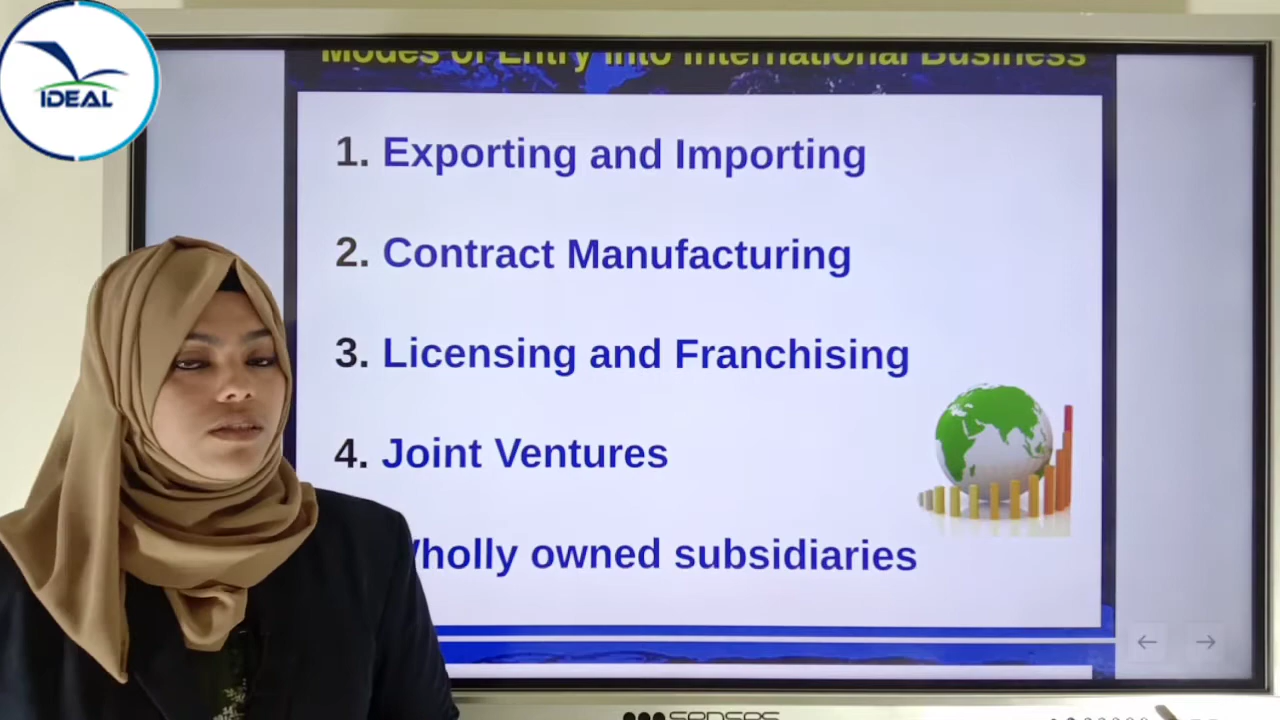 IDEAL
Modes of Entry into International Business
1. Exporting and Importing
2. Contract Manufacturing
3. Licensing and Franchising
4. Joint Ventures
Wholly owned subsidiaries